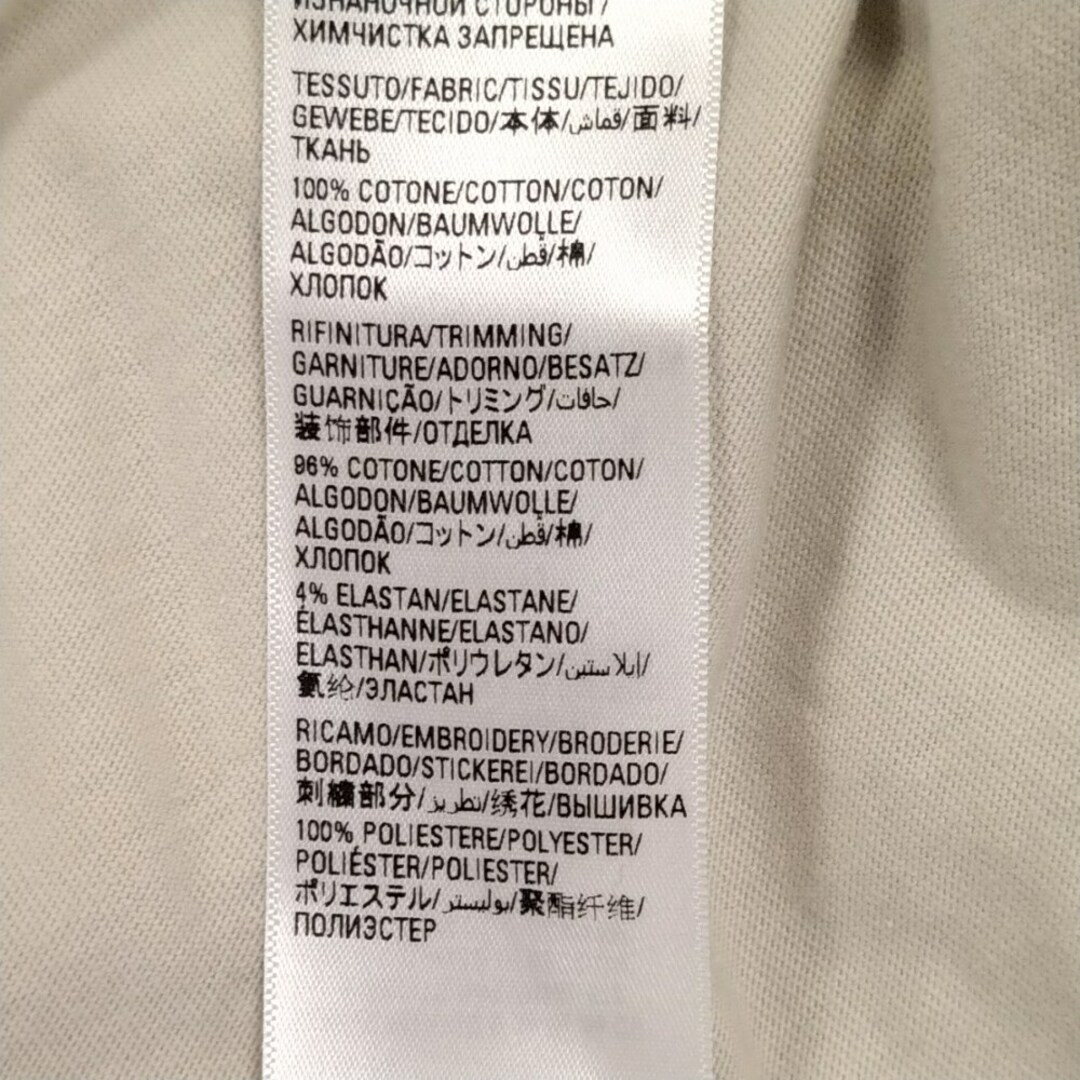 ИЗНАНОЧНОЙ СТОРОНЫ/
ХИМЧИСТКА ЗАПРЕЩЕНА
TESSUTO/FABRIC/TISSU/TEJIDO/
GEWEBE/TECIDO/本体/قماش/面料/
ТКАНЬ
100% COTONE/COTTON/COTON/
ALGODON/BAUMWOLLE/
ALGODÃO/コットン/قطن/棉/
ХЛОПОК
RIFINITURA/TRIMMING/
GARNITURE/ADORNO/BESATZ/
GUARNIÇÃO/トリミング/حافات/
装饰部件/ОТДЕЛКА
96% COTONE/COTTON/COTON/
ALGODON/BAUMWOLLE/
ALGODÃO/コットン/قطن/棉/
ХЛОПОК
4% ELASTAN/ELASTANE/
ÉLASTHANNE/ELASTANO/
ELASTHAN/ポリウレタン/إيلاستين/
氨纶/ЭЛАСТАН
RICAMO/EMBROIDERY/BRODERIE/
BORDADO/STICKEREI/BORDADO/
刺繍部分/تطريز/绣花/ВЫШИВКА
100% POLIESTERE/POLYESTER/
POLIÉSTER/POLIESTER/
ポリエステル/بوليستر/聚酯纤维/
ПОЛИЭСТЕР